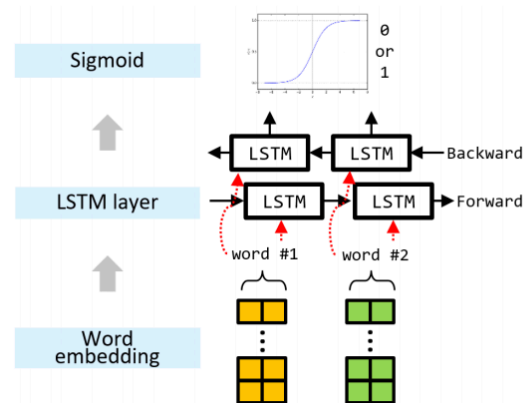 Sigmoid
0
or
1
LSTM
LSTM
Backward
LSTM layer
LSTM
LSTM
Forward
word #1
word #2
Word
embedding